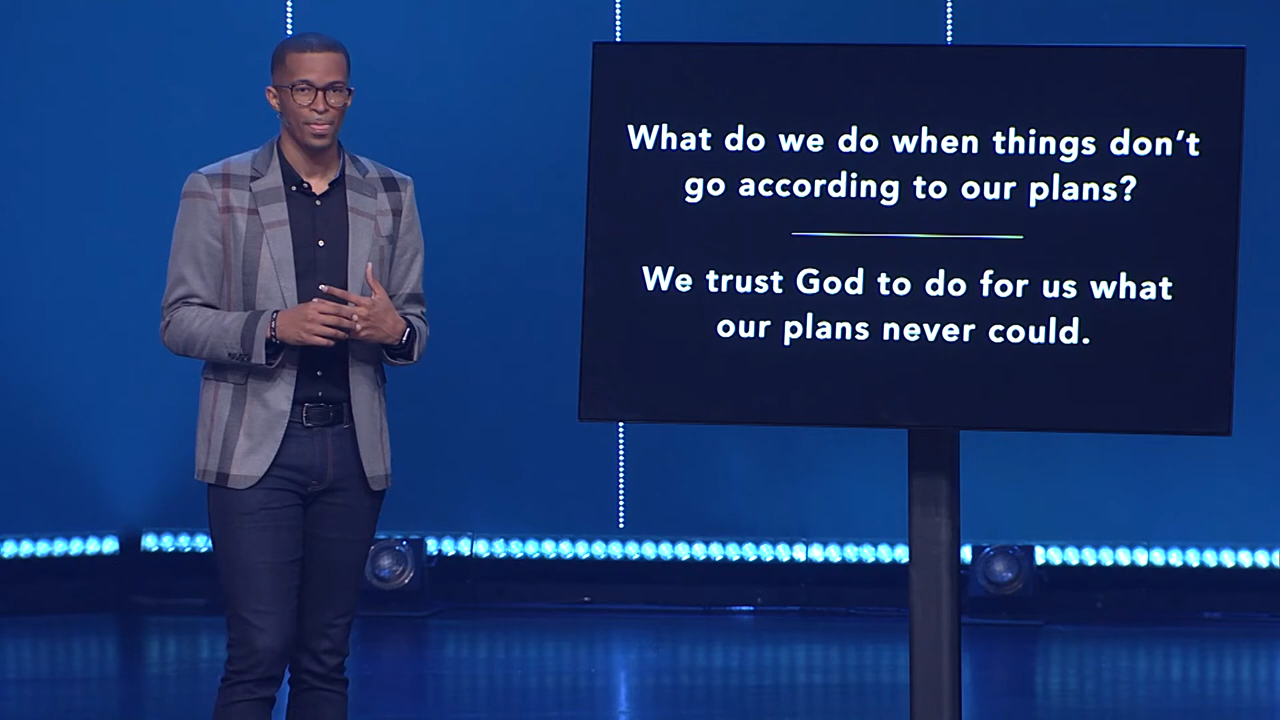 What do we do when things don’t
go according to our plans?
We trust God to do for us what
our plans never could.